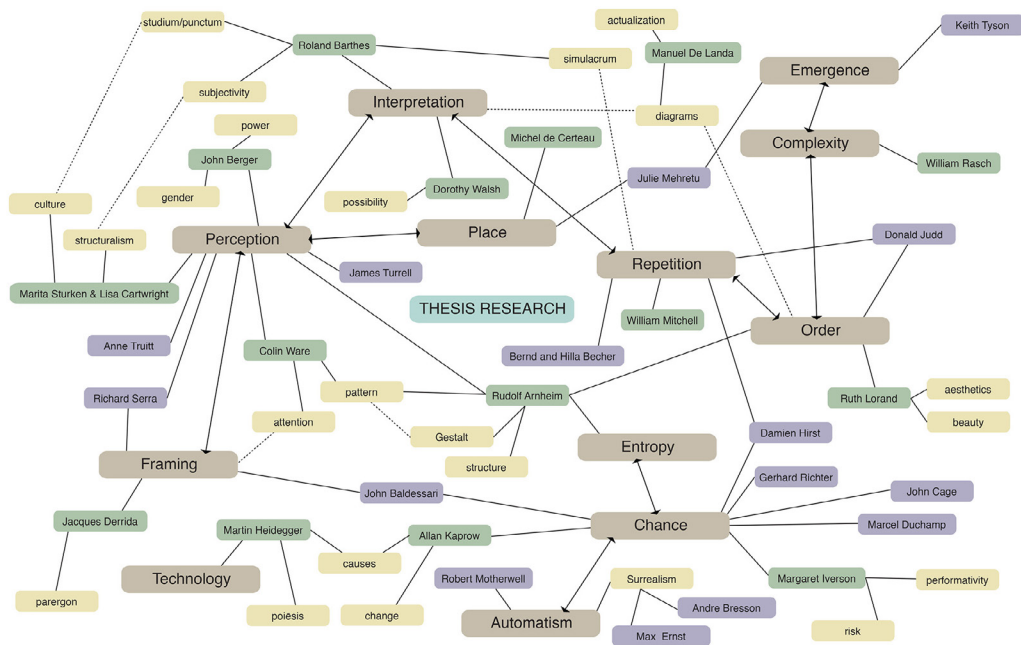 studium/punctum
actualization
Keith Tyson
Roland Barthes
Manuel De Landa
simulacrum
Emergence
subjectivity
Interpretation
diagrams
power
Michel de Certeau
Complexity
John Berger
William Rasch
Julie Mehretu
gender
possibility
Dorothy Walsh
culture
structuralism
Perception
Place
Donald Judd
James Turrell
Repetition
Marita Sturken & Lisa Cartwright
THESIS RESEARCH
William Mitchell
Order
Anne Truitt
Colin Ware
Bernd and Hilla Becher
Richard Serra
pattern
Rudolf Arnheim
Ruth Lorand
aesthetics
attention
beauty
Gestalt
Damien Hirst
Entropy
Framing
structure
Gerhard Richter
John Baldessari
John Cage
Jacques Derrida
Martin Heidegger
Allan Kaprow
Chance
Marcel Duchamp
causes
Technology
Robert Motherwell
Surrealism
Margaret Iverson
performativity
parergon
poiēsis
change
Automatism
Andre Bresson
Max Ernst
risk